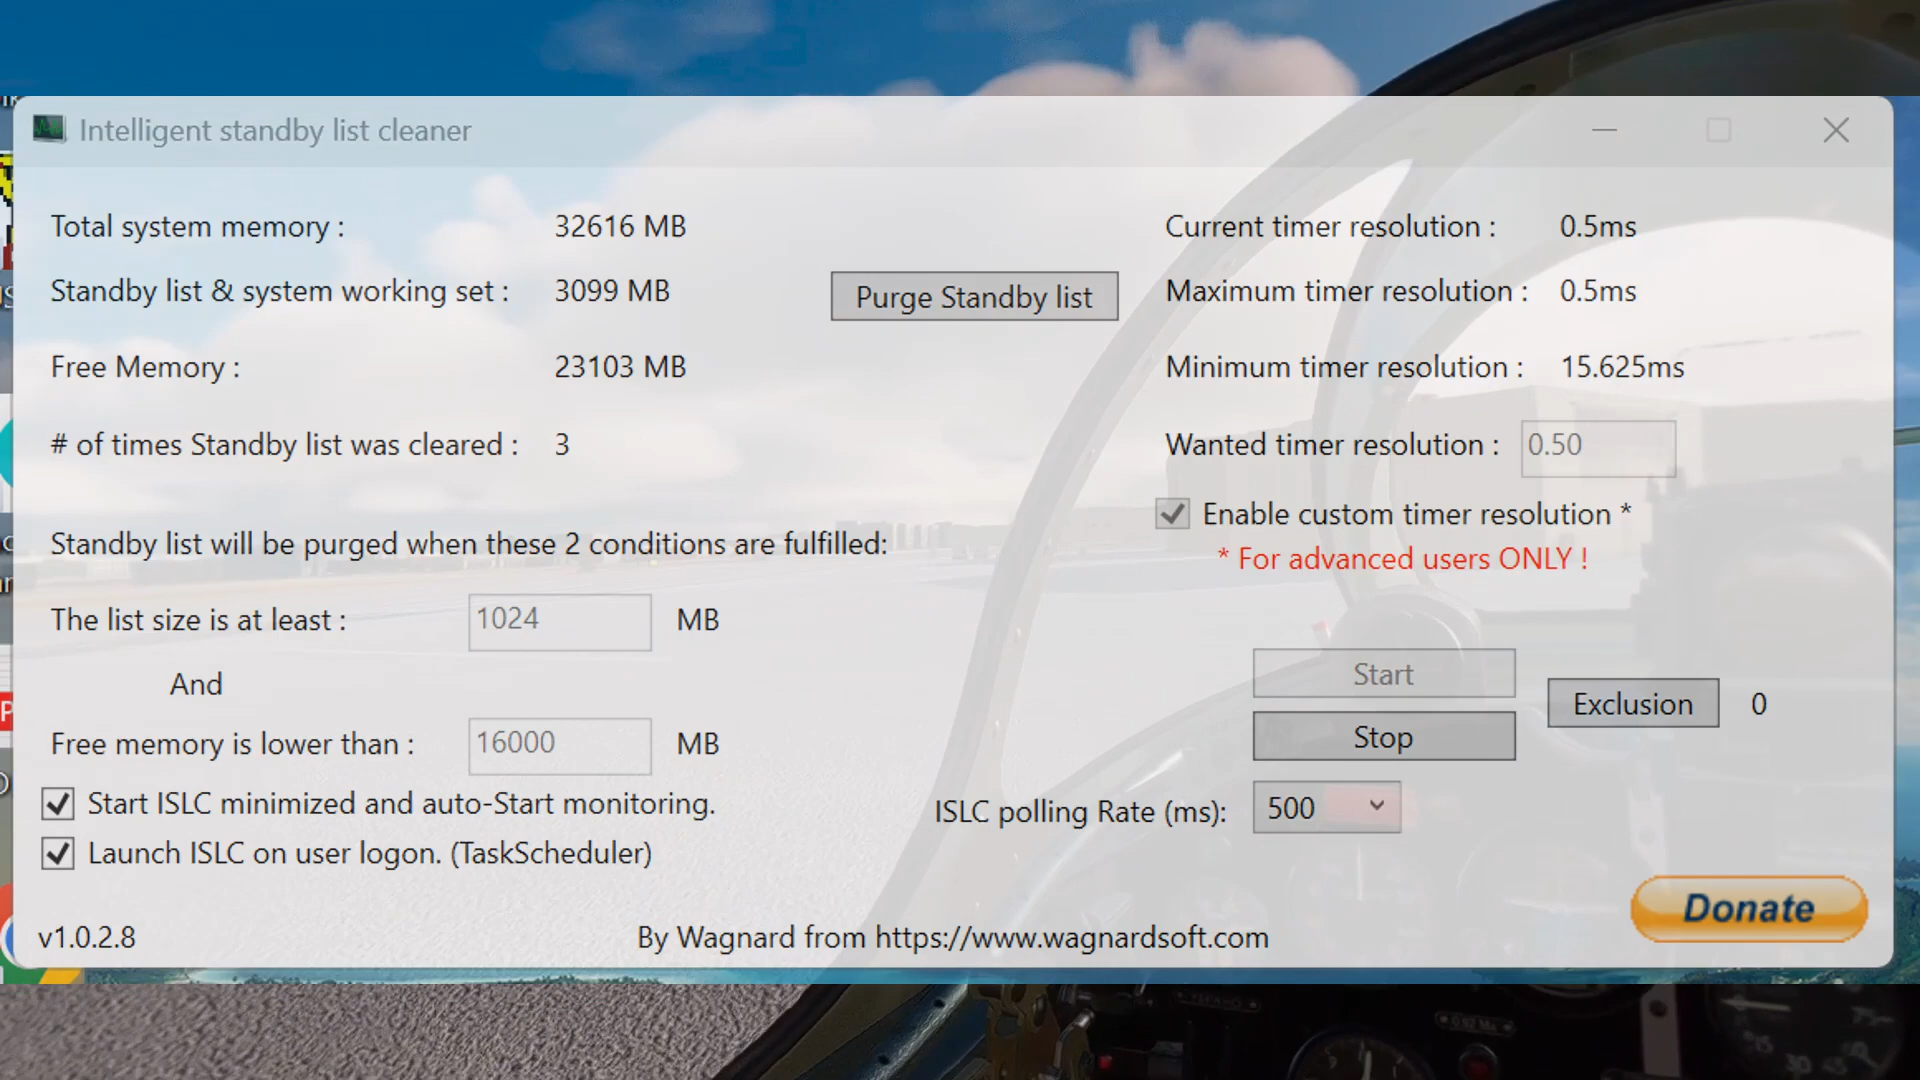 Intelligent standby list cleaner
Total system memory : 32616 MB
Standby list & system working set : 3099 MB
Purge Standby list
Free Memory : 23103 MB
# of times Standby list was cleared : 3
Current timer resolution : 0.5ms
Maximum timer resolution : 0.5ms
Minimum timer resolution : 15.625ms
Wanted timer resolution : 0.50
Enable custom timer resolution *
* For advanced users ONLY !
Standby list will be purged when these 2 conditions are fulfilled:
The list size is at least : 1024 MB
And
Free memory is lower than : 16000 MB
Start
Stop
Exclusion 0
Start ISLC minimized and auto-Start monitoring.
Launch ISLC on user logon. (TaskScheduler)
ISLC polling Rate (ms): 500
Donate
v1.0.2.8
By Wagnard from https://www.wagnardsoft.com